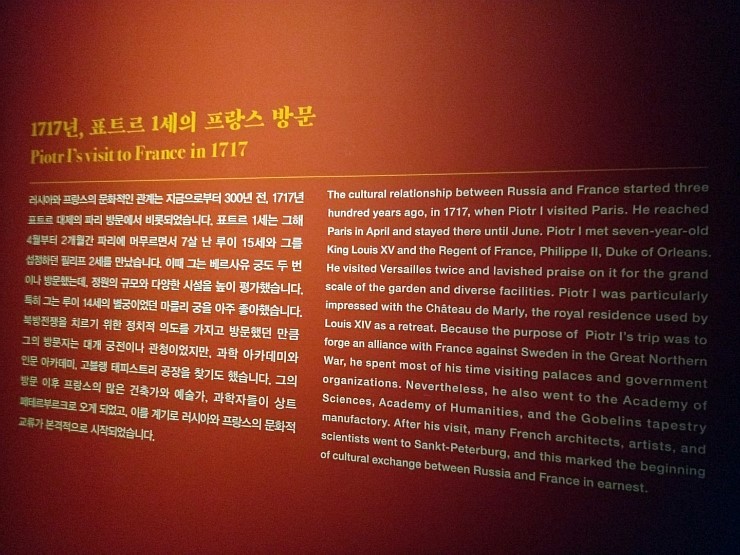 1717년, 표트르 1세의 프랑스 방문
Piotr I's visit to France in 1717
러시아와 프랑스의 문화적인 관계는 지금으로부터 300년 전, 1717년
표트르 대제의 파리 방문에서 비롯되었습니다. 표트르 1세는 그해
4월부터 2개월간 파리에 머무르면서 7살 난 루이 15세와 그를
섭정하던 필리프 2세를 만났습니다. 이때 그는 베르사유 궁도 두 번
이나 방문했는데, 정원의 규모와 다양한 시설을 높이 평가했습니다.
특히 그는 루이 14세의 별궁이었던 마를리 궁을 아주 좋아했습니다.
북방전쟁을 치르기 위한 정치적 의도를 가지고 방문했던 만큼
그의 방문지는 대개 궁전이나 관청이었지만, 과학 아카데미와
인문 아카데미, 고블랭 태피스트리 공장을 찾기도 했습니다. 그의
방문 이후 프랑스의 많은 건축가와 예술가, 과학자들이 상트
페테르부르크로 오게 되었고, 이를 계기로 러시아와 프랑스의 문화적
교류가 본격적으로 시작되었습니다.
The cultural relationship between Russia and France started three
hundred years ago, in 1717, when Piotr I visited Paris. He reached
Paris in April and stayed there until June. Piotr I met seven-year-old
King Louis XV and the Regent of France, Philippe II, Duke of Orleans.
He visited Versailles twice and lavished praise on it for the grand
scale of the garden and diverse facilities. Piotr I was particularly
impressed with the Château de Marly, the royal residence used by
Louis XIV as a retreat. Because the purpose of Piotr I's trip was to
forge an alliance with France against Sweden in the Great Northern
War, he spent most of his time visiting palaces and government
organizations. Nevertheless, he also went to the Academy of
Sciences, Academy of Humanities, and the Gobelins tapestry
manufactory. After his visit, many French architects, artists, and
scientists went to Sankt-Peterburg, and this marked the beginning
of cultural exchange between Russia and France in earnest.